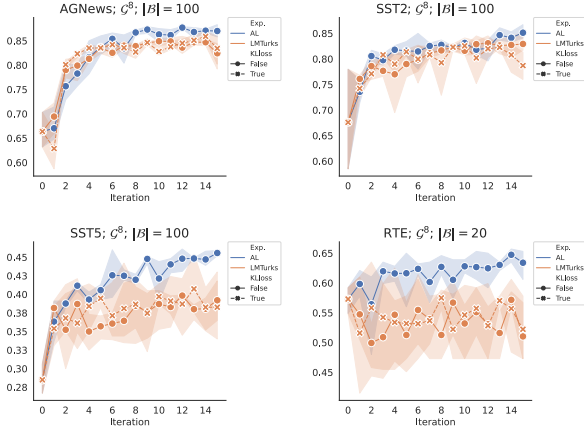 AGNews; 𝒢⁸; |ℬ| = 100
0,85
0,80
0,75
0,70
0,65
0,60
0 2 4 6 8 10 12 14
Iteration
Exp.
AL
LMTurks
KLloss
False
True
SST2; 𝒢⁸; |ℬ| = 100
0.85
0.80
0.75
0.70
0.65
0.60
0 2 4 6 8 10 12 14
Iteration
Exp.
AL
LMTurks
KLloss
False
True
SST5; 𝒢⁸; |ℬ| = 100
0.45
0.42
0.40
0.38
0.35
0.33
0.30
0.28
0 2 4 6 8 10 12 14
Iteration
Exp.
AL
LMTurks
KLloss
False
True
RTE; 𝒢⁸; |ℬ| = 20
0.65
0.60
0.55
0.50
0.45
0 2 4 6 8 10 12 14
Iteration
Exp.
AL
LMTurks
KLloss
False
True